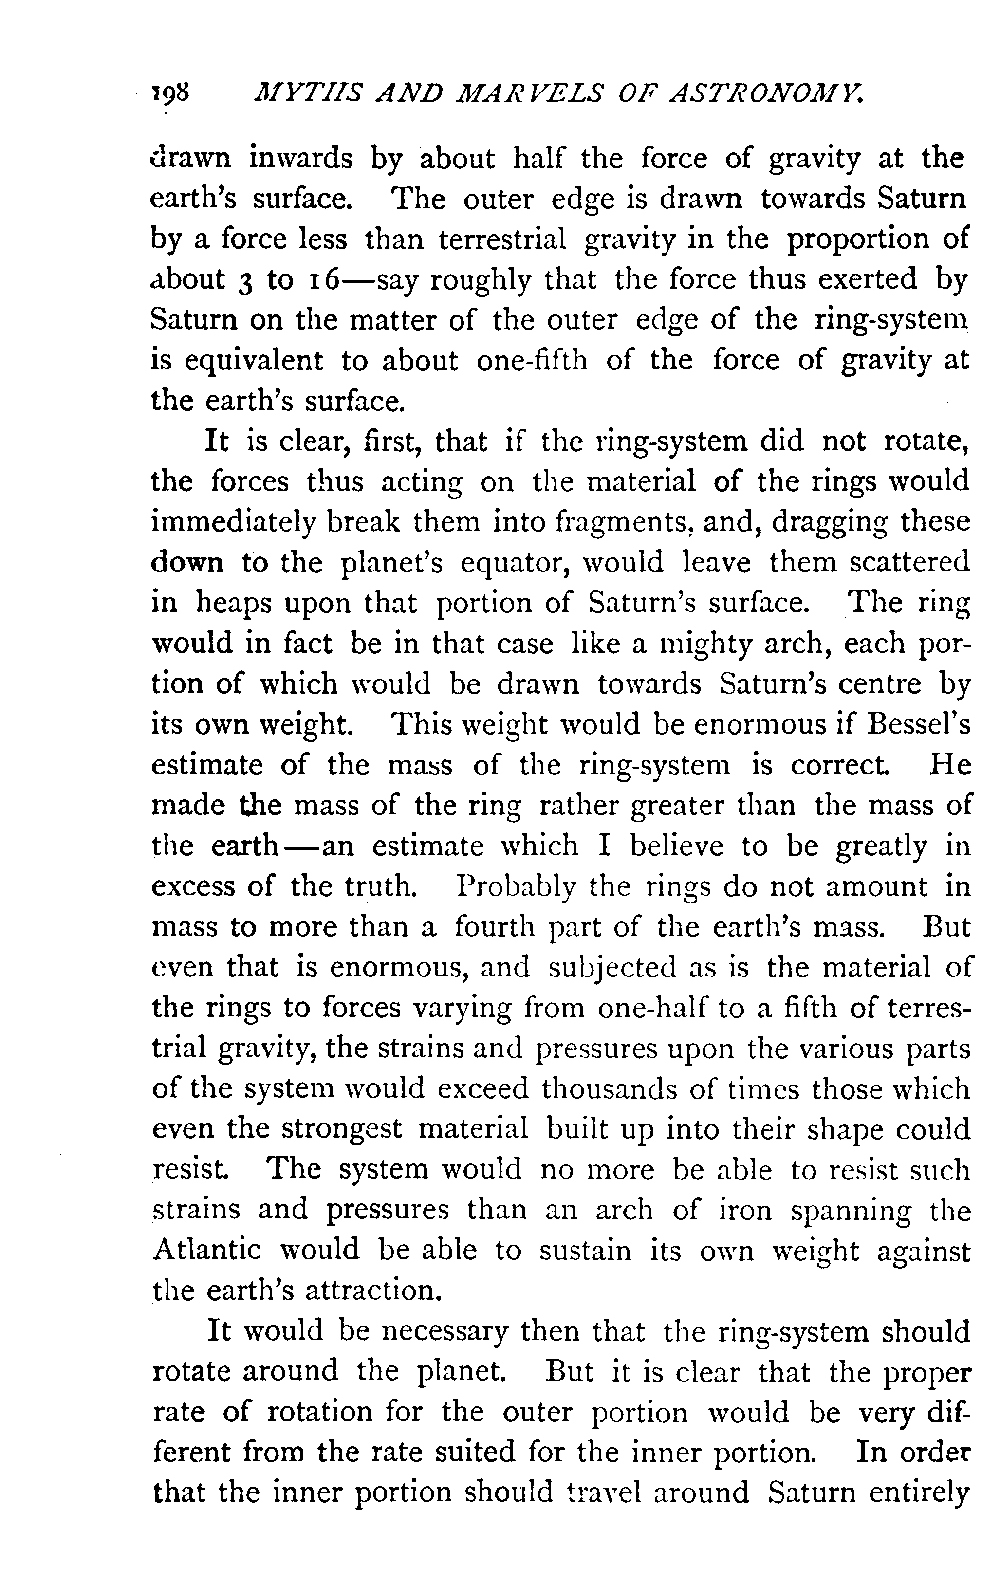 198 MYTHS AND MARVELS OF ASTRONOMY.
drawn inwards by about half the force of gravity at the
earth's surface. The outer edge is drawn towards Saturn
by a force less than terrestrial gravity in the proportion of
about 3 to 16—say roughly that the force thus exerted by
Saturn on the matter of the outer edge of the ring-system
is equivalent to about one-fifth of the force of gravity at
the earth's surface.
It is clear, first, that if the ring-system did not rotate,
the forces thus acting on the material of the rings would
immediately break them into fragments, and, dragging these
down to the planet's equator, would leave them scattered
in heaps upon that portion of Saturn's surface. The ring
would in fact be in that case like a mighty arch, each por-
tion of which would be drawn towards Saturn's centre by
its own weight. This weight would be enormous if Bessel's
estimate of the mass of the ring-system is correct. He
made the mass of the ring rather greater than the mass of
the earth—an estimate which I believe to be greatly in
excess of the truth. Probably the rings do not amount in
mass to more than a fourth part of the earth's mass. But
even that is enormous, and subjected as is the material of
the rings to forces varying from one-half to a fifth of terres-
trial gravity, the strains and pressures upon the various parts
of the system would exceed thousands of times those which
even the strongest material built up into their shape could
resist. The system would no more be able to resist such
strains and pressures than an arch of iron spanning the
Atlantic would be able to sustain its own weight against
the earth's attraction.
It would be necessary then that the ring-system should
rotate around the planet. But it is clear that the proper
rate of rotation for the outer portion would be very dif-
ferent from the rate suited for the inner portion. In order
that the inner portion should travel around Saturn entirely